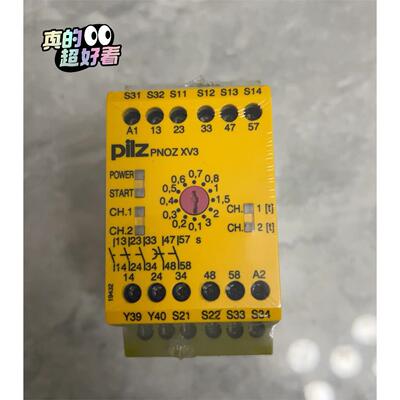 真的
超好看
S31 S32 S11 S12 S13 S14
A1 13 23 33 47 57
pilz PNOZ XV3
POWER
START
CH.1
CH.2
0,6 0,7 0,8
0,5 1
0,4 1,5
0,3 2
0,2 0,1 3
CH. 1 [t]
CH. 2 [t]
|13|23|33 |47|57 s
|14|24|34 |48|58
14 24 34 48 58 A2
19432
Y39 Y40 S21 S22 S33 S34